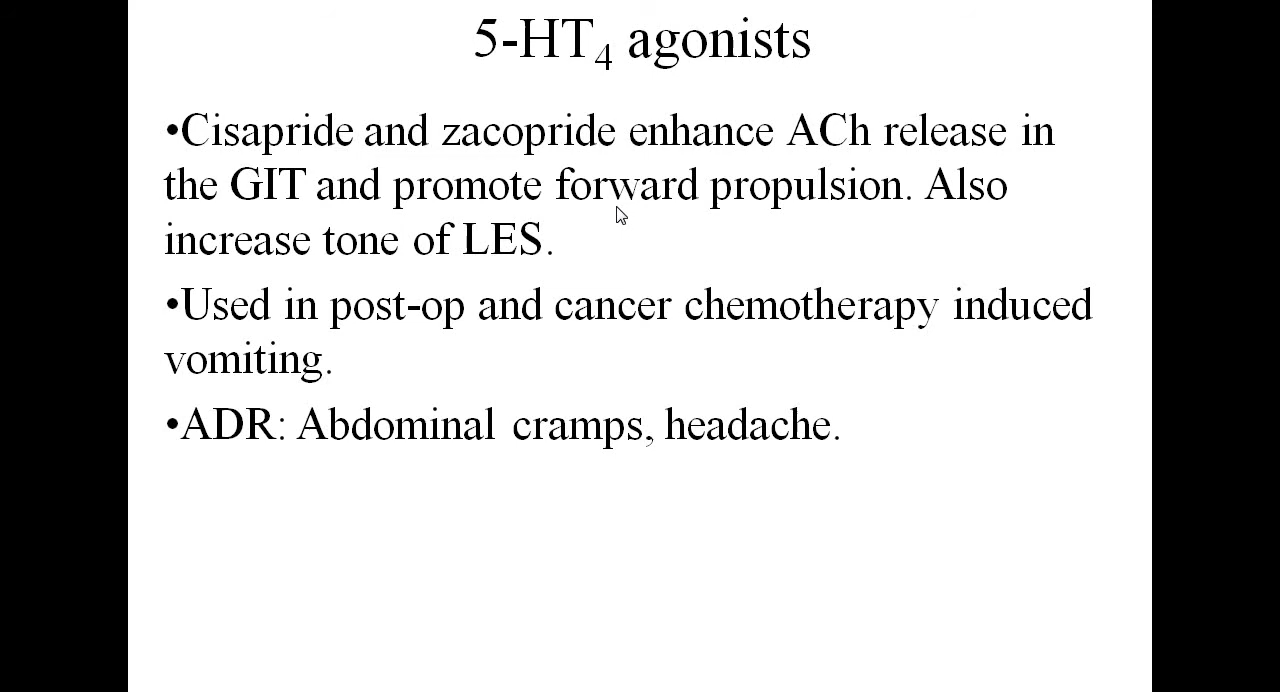 5-HT₄ agonists
•Cisapride and zacopride enhance ACh release in
the GIT and promote forward propulsion. Also
increase tone of LES.
•Used in post-op and cancer chemotherapy induced
vomiting.
•ADR: Abdominal cramps, headache.